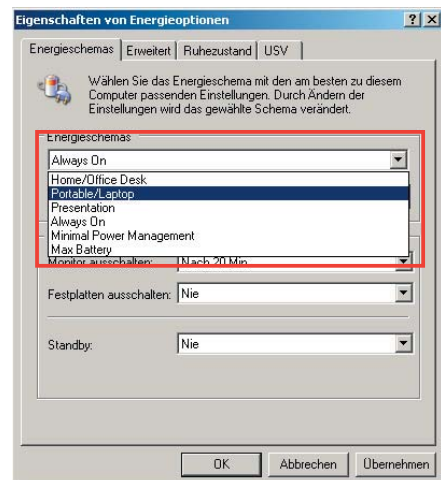 Eigenschaften von Energieoptionen
Energieschemas Erweitert Ruhezustand USV
Wählen Sie das Energieschema mit den am besten zu diesem
Computer passenden Einstellungen. Durch Ändern der
Einstellungen wird das gewählte Schema verändert.
Energieschemas
Always On
Home/Office Desk
Portable/Laptop
Presentation
Always On
Minimal Power Management
Max Battery
Monitor ausschalten: Nach 20 Min.
Festplatten ausschalten: Nie
Standby: Nie
OK Abbrechen Übernehmen